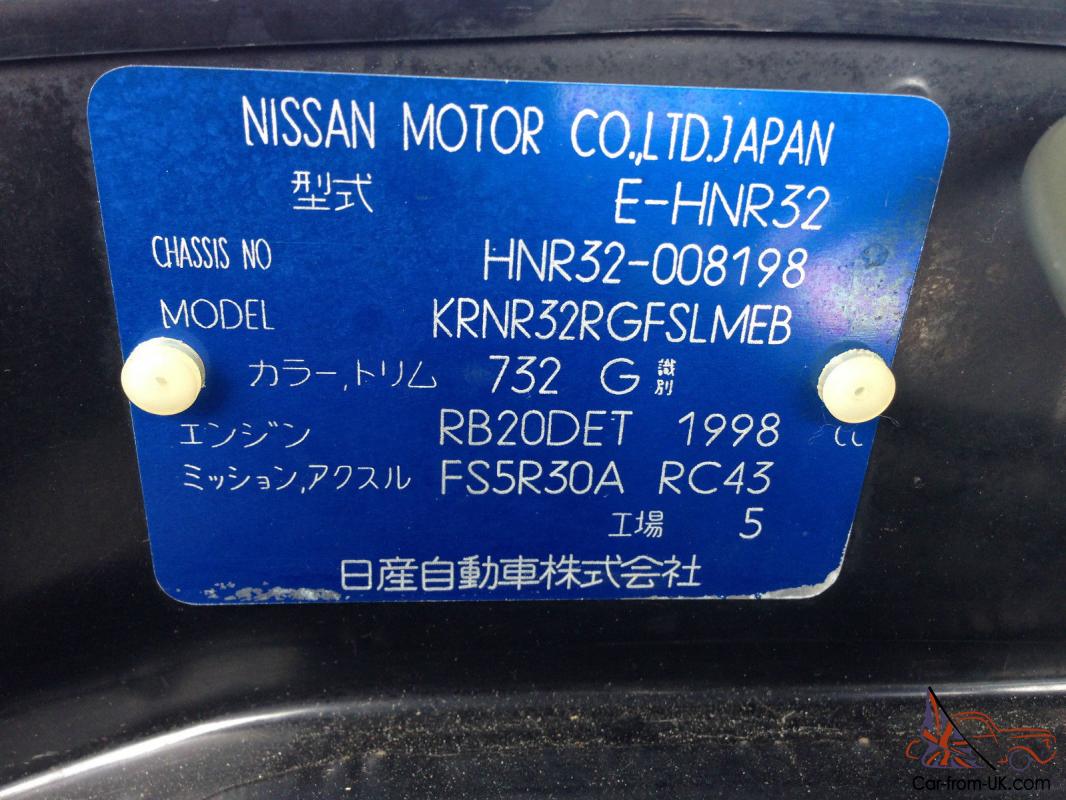 NISSAN MOTOR CO.,LTD.JAPAN
型式 E-HNR32
CHASSIS NO HNR32-008198
MODEL KRNR32RGFSLMEB
カラー,トリム 732 G 識別
エンジン RB20DET 1998 cc
ミッション,アクスル FS5R30A RC43
工場 5
日産自動車株式会社
Car-from-UK.com